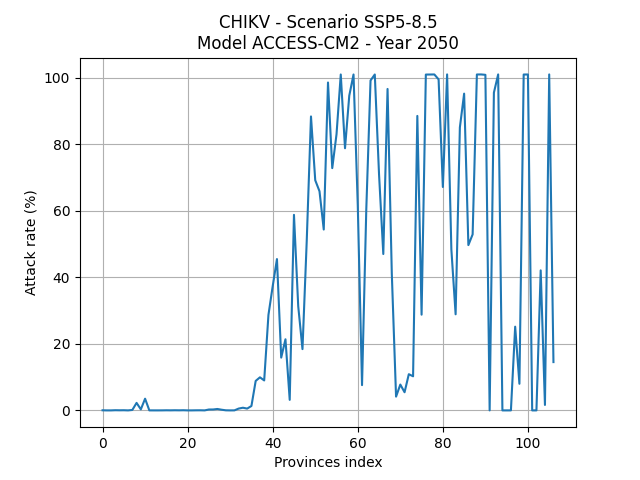 CHIKV - Scenario SSP5-8.5
Model ACCESS-CM2 - Year 2050
100
80
60
40
20
0
Attack rate (%)
0 20 40 60 80 100
Provinces index